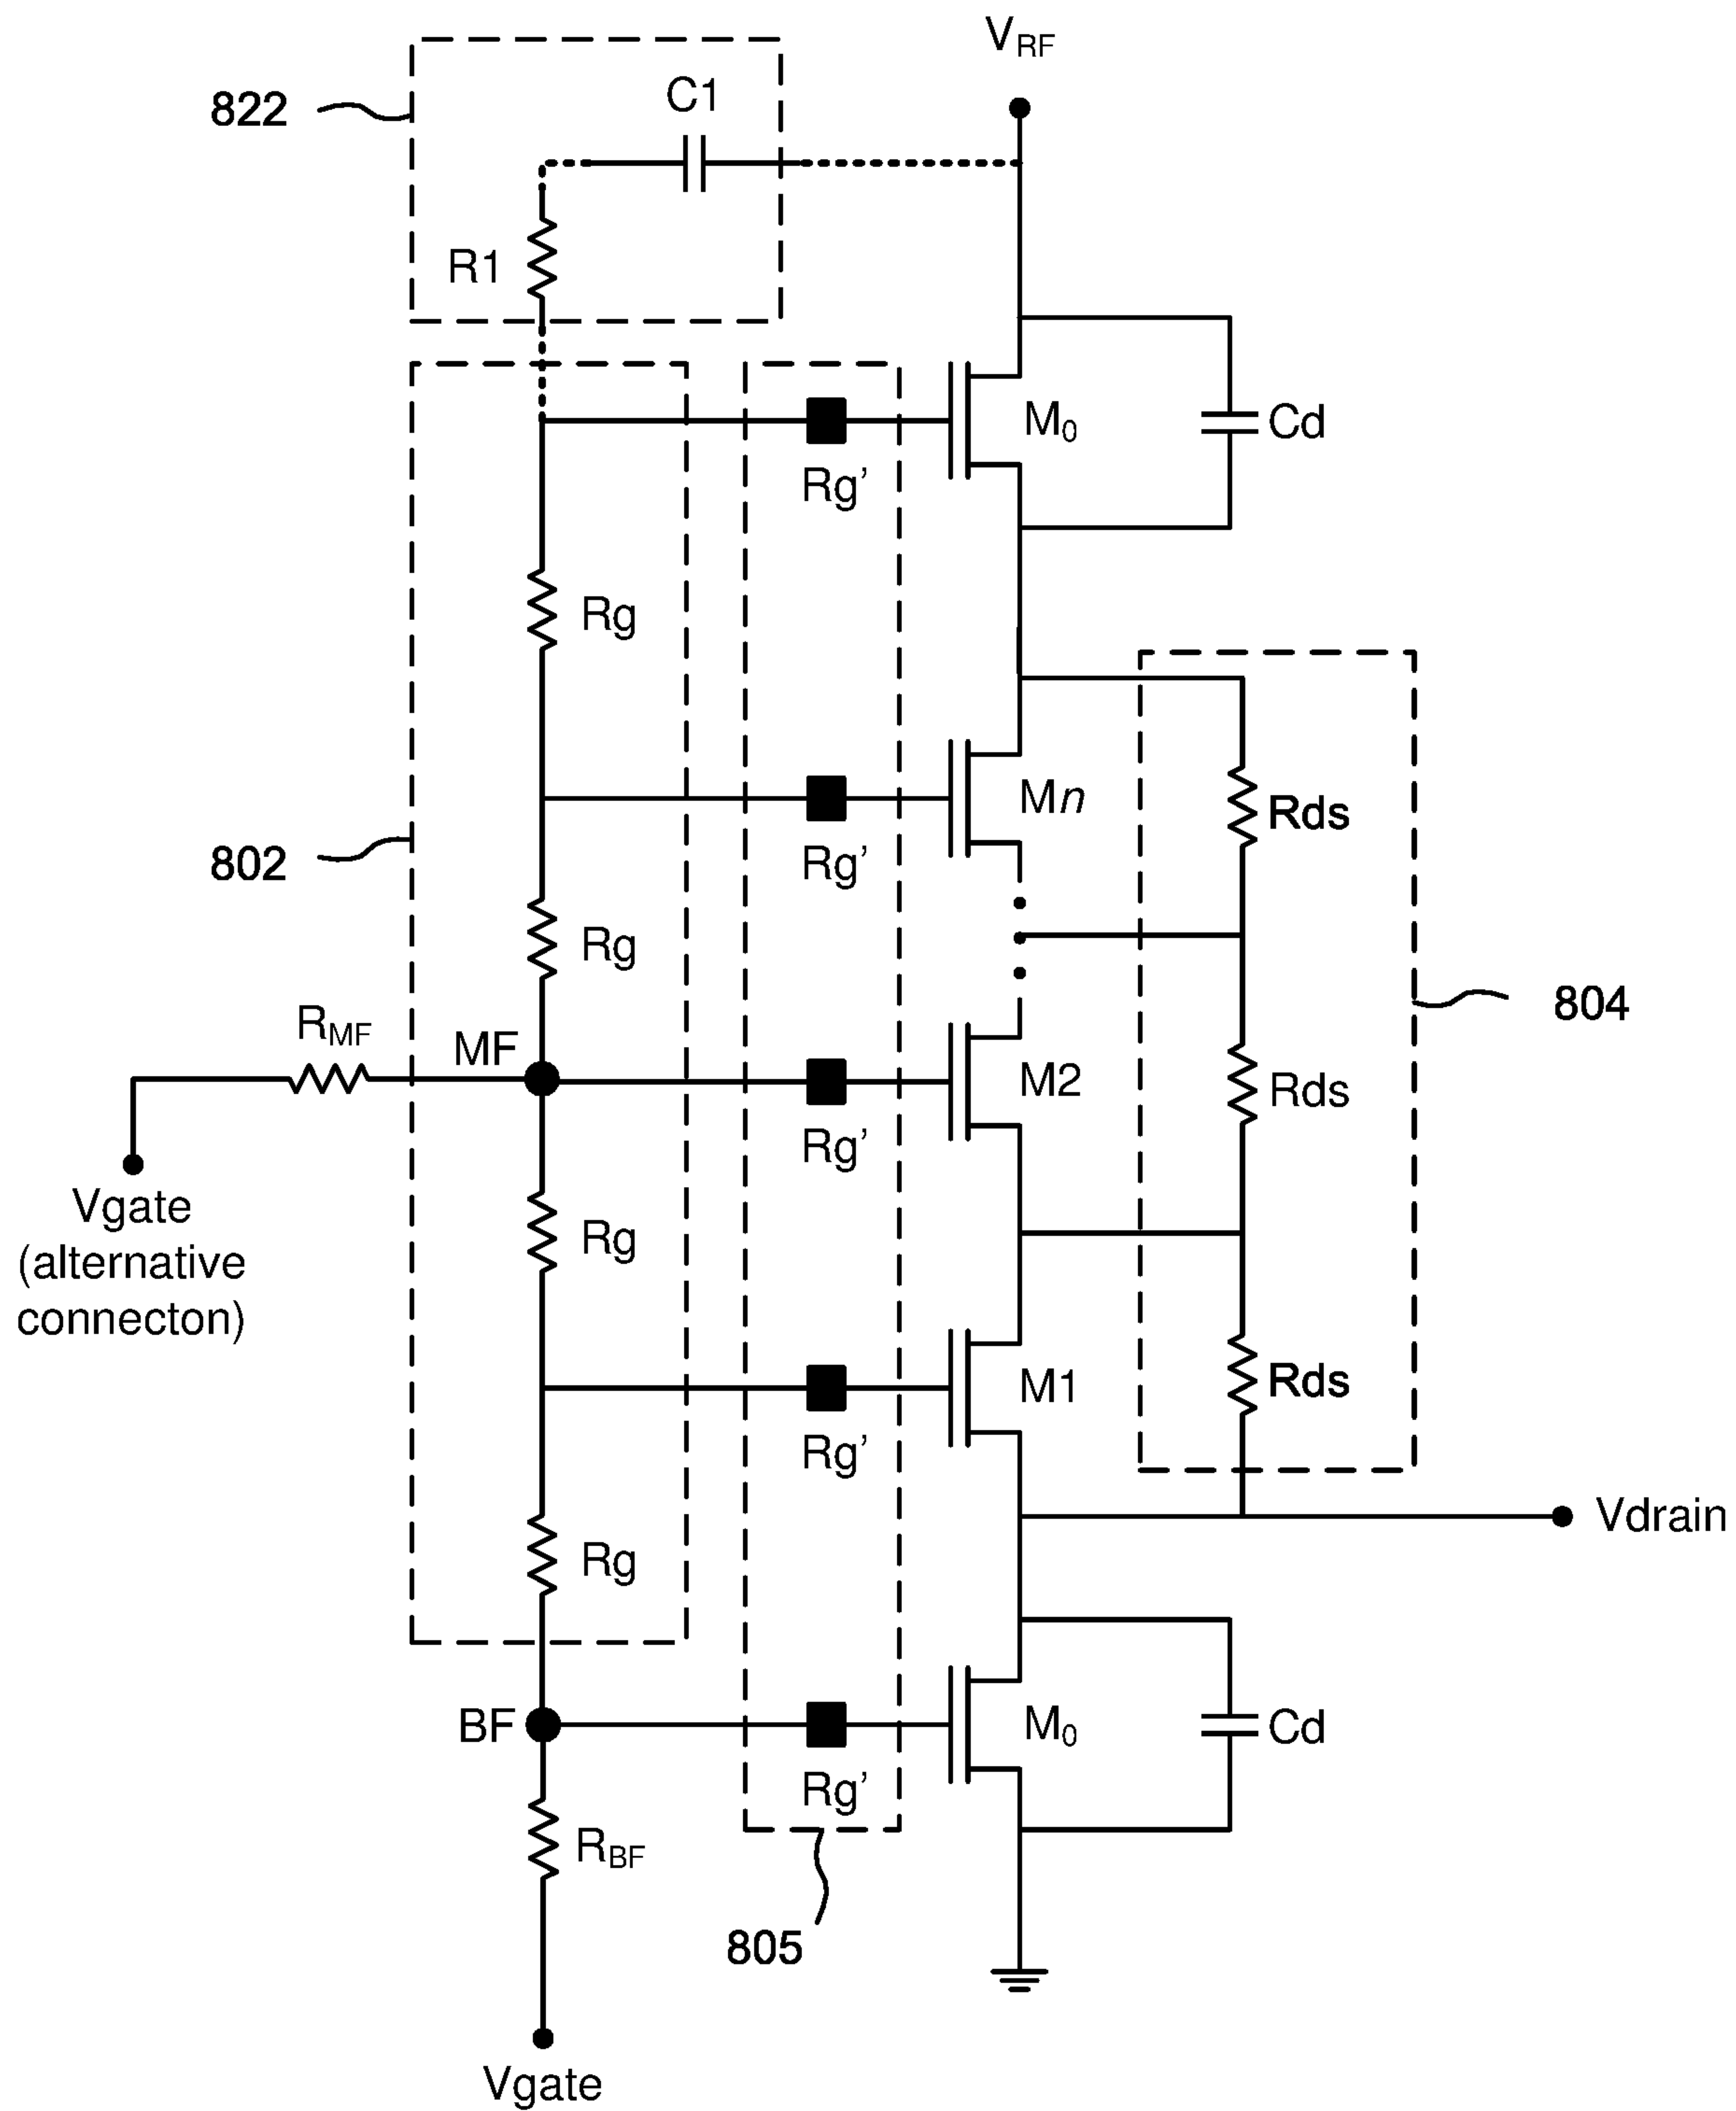 V_RF
822
C1
R1
M₀
Cd
Rg'
Rg
Mn
Rds
Rg'
802
Rg
804
R_MF
MF
M2
Rds
Rg'
Vgate
(alternative
connecton)
Rg
M1
Rds
Rg'
Vdrain
Rg
BF
M₀
Cd
Rg'
R_BF
805
Vgate